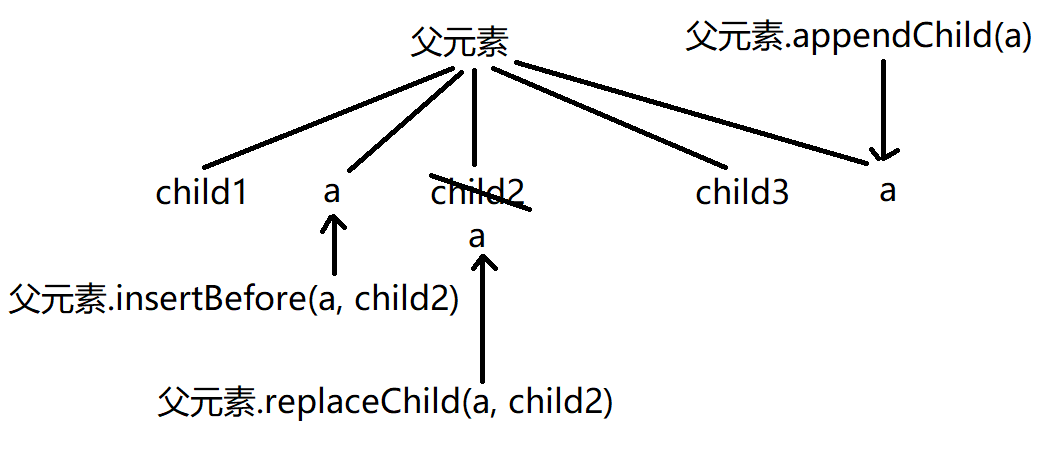 父元素
父元素.appendChild(a)
child1
a
child2
child3
a
a
父元素.insertBefore(a, child2)
父元素.replaceChild(a, child2)